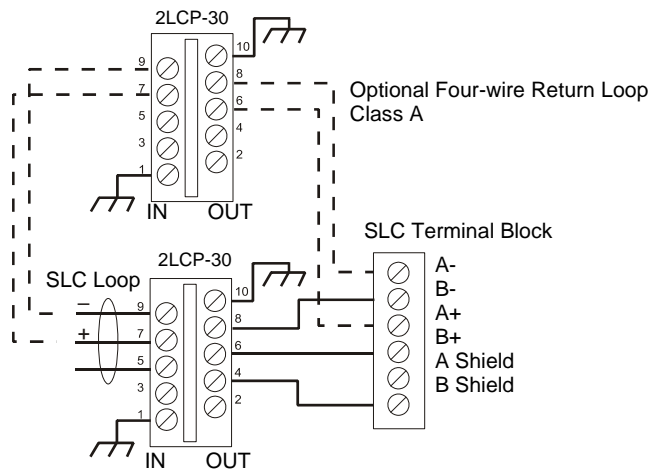 2LCP-30
10
9
8
7
6
5
4
3
2
1
IN OUT
Optional Four-wire Return Loop
Class A
SLC Terminal Block
A-
B-
A+
B+
A Shield
B Shield
2LCP-30
SLC Loop
–
+
10
9
8
7
6
5
4
3
2
1
IN OUT